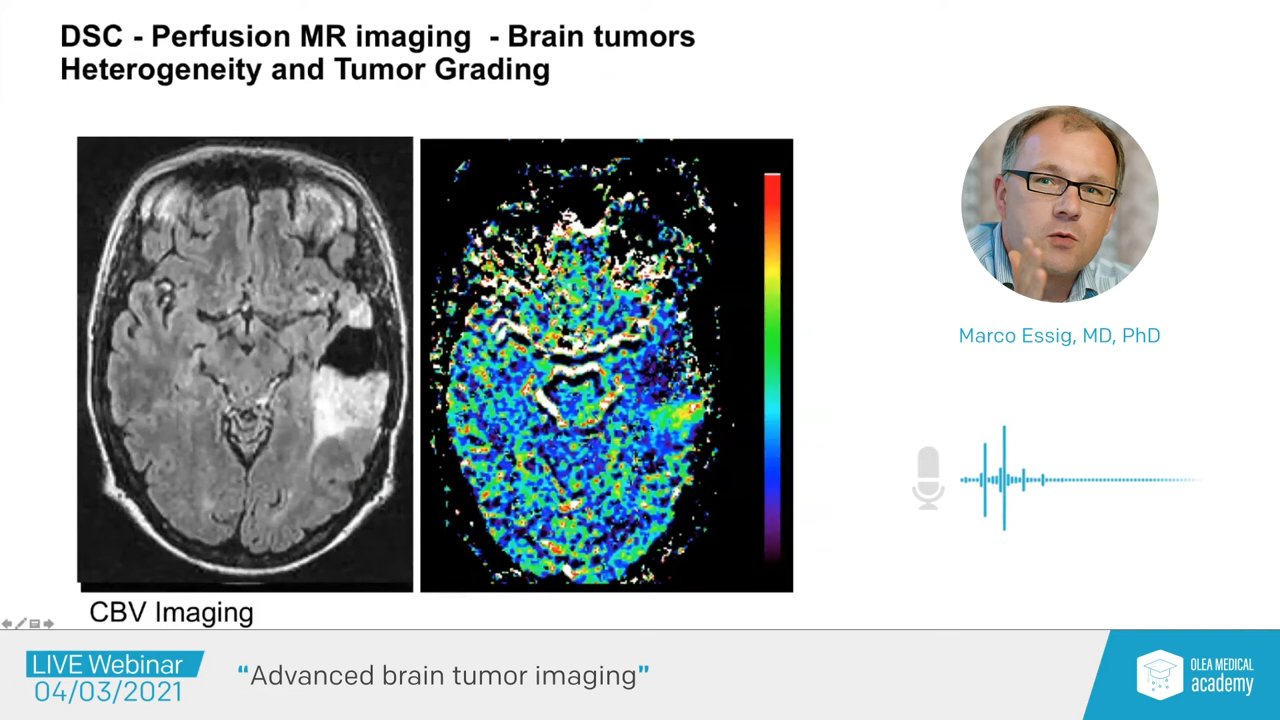 DSC - Perfusion MR imaging - Brain tumors
Heterogeneity and Tumor Grading
Marco Essig, MD, PhD
CBV Imaging
LIVE Webinar
04/03/2021
“Advanced brain tumor imaging”
OLEA MEDICAL
academy